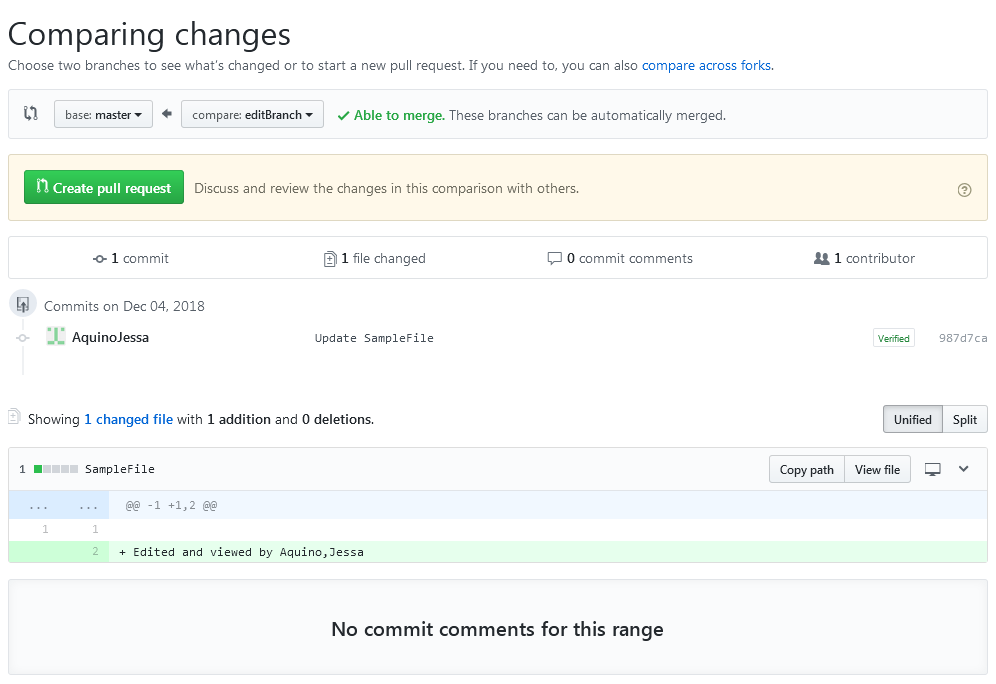 Comparing changes
Choose two branches to see what's changed or to start a new pull request. If you need to, you can also compare across forks.
base: master compare: editBranch Able to merge. These branches can be automatically merged.
Create pull request Discuss and review the changes in this comparison with others.
1 commit 1 file changed 0 commit comments 1 contributor
Commits on Dec 04, 2018
AquinoJessa Update SampleFile Verified 987d7ca
Showing 1 changed file with 1 addition and 0 deletions. Unified Split
1 SampleFile Copy path View file
... ... @@ -1 +1,2 @@
1 1
2 + Edited and viewed by Aquino,Jessa
No commit comments for this range